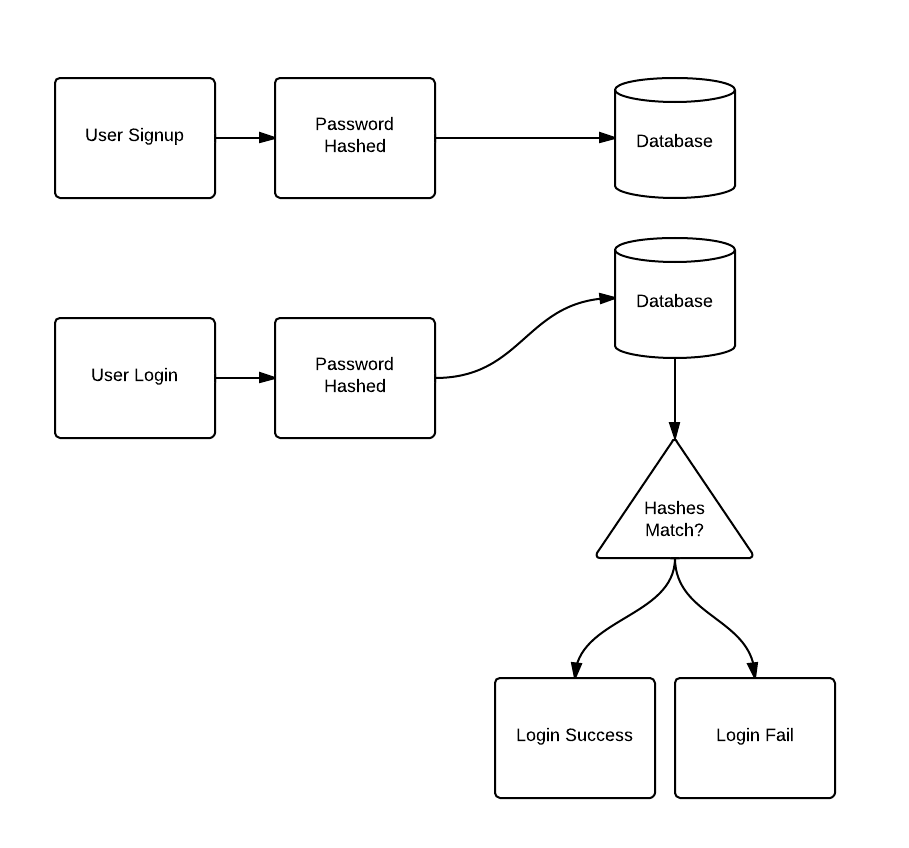 User Signup
Password
Hashed
Database
User Login
Password
Hashed
Database
Hashes
Match?
Login Success
Login Fail